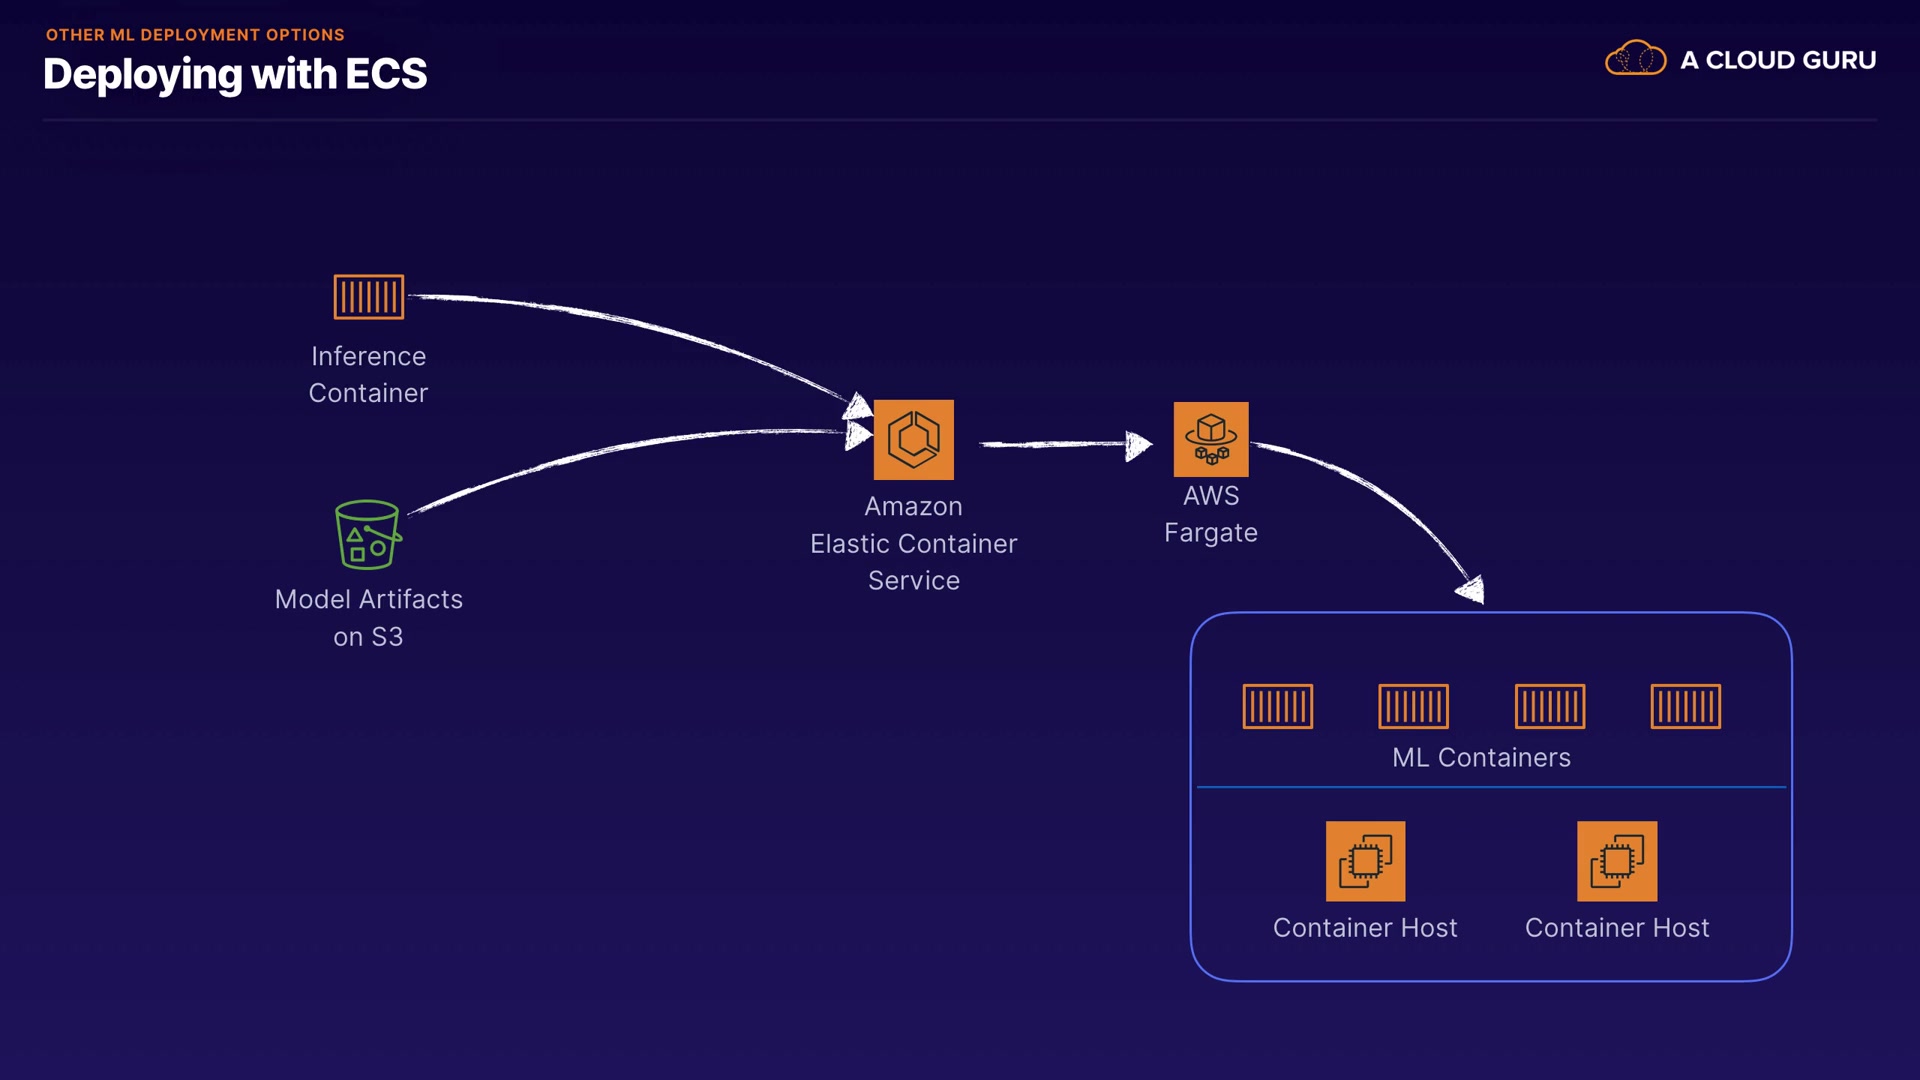 OTHER ML DEPLOYMENT OPTIONS
Deploying with ECS
A CLOUD GURU
Inference
Container
Model Artifacts
on S3
Amazon
Elastic Container
Service
AWS
Fargate
ML Containers
Container Host
Container Host